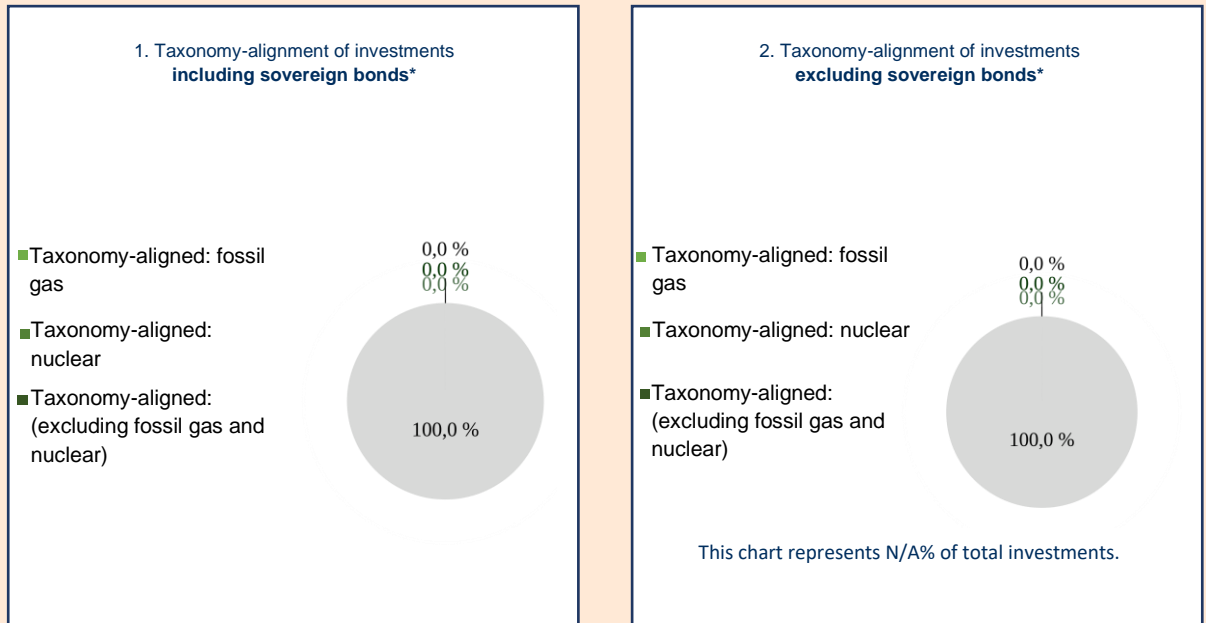 1. Taxonomy-alignment of investments
including sovereign bonds*
Taxonomy-aligned: fossil
gas
Taxonomy-aligned:
nuclear
Taxonomy-aligned:
(excluding fossil gas and
nuclear)
0,0 %
0,0 %
0,0 %
100,0 %
2. Taxonomy-alignment of investments
excluding sovereign bonds*
Taxonomy-aligned: fossil
gas
Taxonomy-aligned: nuclear
Taxonomy-aligned:
(excluding fossil gas and
nuclear)
0,0 %
0,0 %
0,0 %
100,0 %
This chart represents N/A% of total investments.